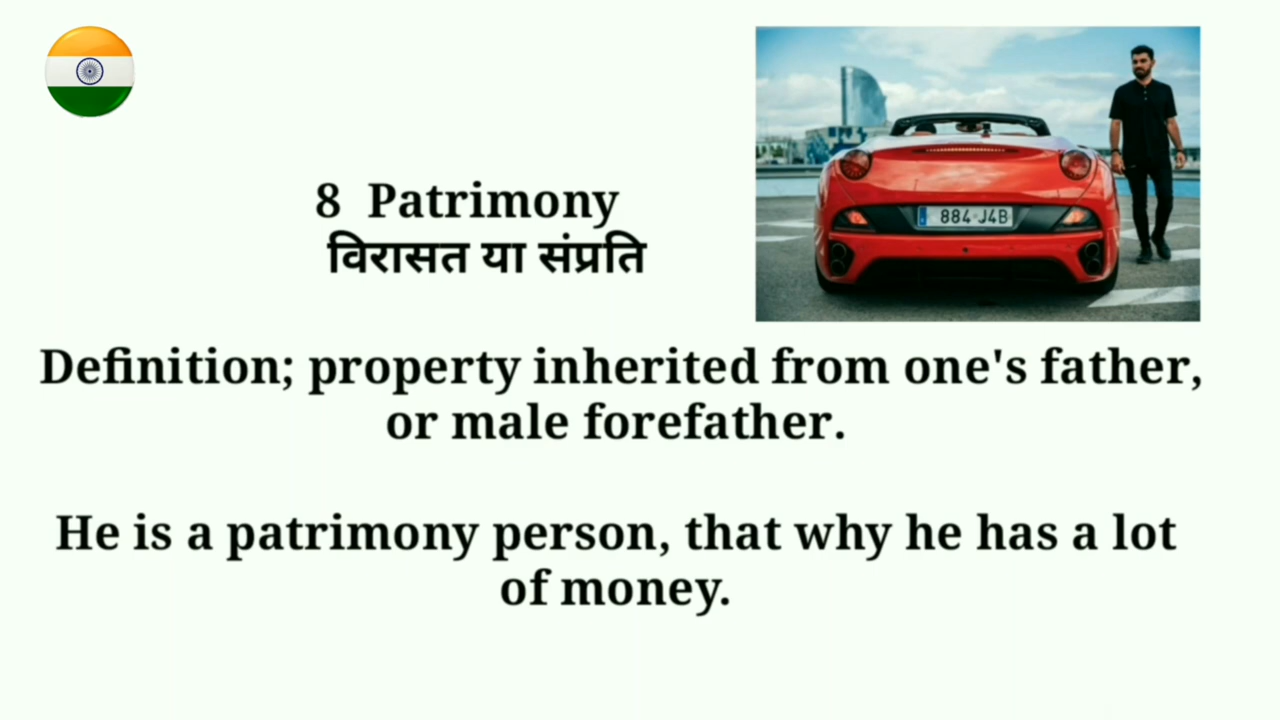 8 Patrimony
विरासत या संप्रति
884 J4B
Definition; property inherited from one's father,
or male forefather.
He is a patrimony person, that why he has a lot
of money.